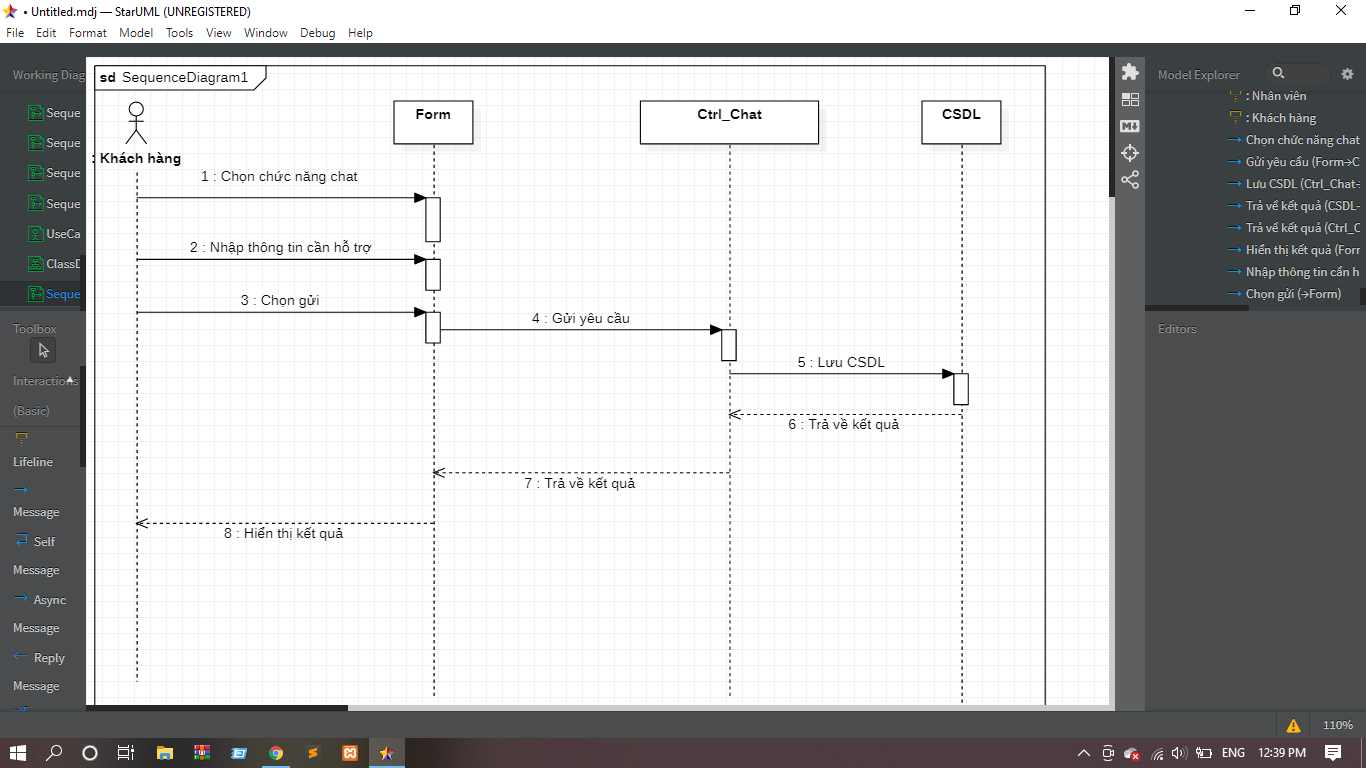 • Untitled.mdj — StarUML (UNREGISTERED)
File Edit Format Model Tools View Window Debug Help
Working Diag
Seque
Seque
Seque
Seque
UseCa
ClassD
Seque
Toolbox
Interactions
(Basic)
Lifeline
Message
Self
Message
Async
Message
Reply
Message
sd SequenceDiagram1
: Khách hàng
Form
Ctrl_Chat
CSDL
1 : Chọn chức năng chat
2 : Nhập thông tin cần hỗ trợ
3 : Chọn gửi
4 : Gửi yêu cầu
5 : Lưu CSDL
6 : Trả về kết quả
7 : Trả về kết quả
8 : Hiển thị kết quả
Model Explorer
: Nhân viên
: Khách hàng
Chọn chức năng chat
Gửi yêu cầu (Form→C
Lưu CSDL (Ctrl_Chat→
Trả về kết quả (CSDL→
Trả về kết quả (Ctrl_C
Hiển thị kết quả (Forr
Nhập thông tin cần h
Chọn gửi (→Form)
Editors
110%
ENG 12:39 PM